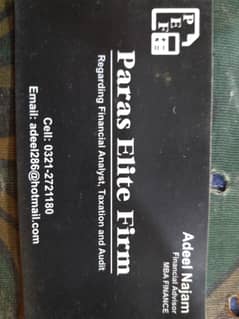 PEF
Adeel Najam
Financial Advisor
MBA FINANCE
Paras Elite Firm
Regarding Financial Analyst, Taxation and Audit
Cell: 0321-2721180
Email: adeel286@hotmail.com